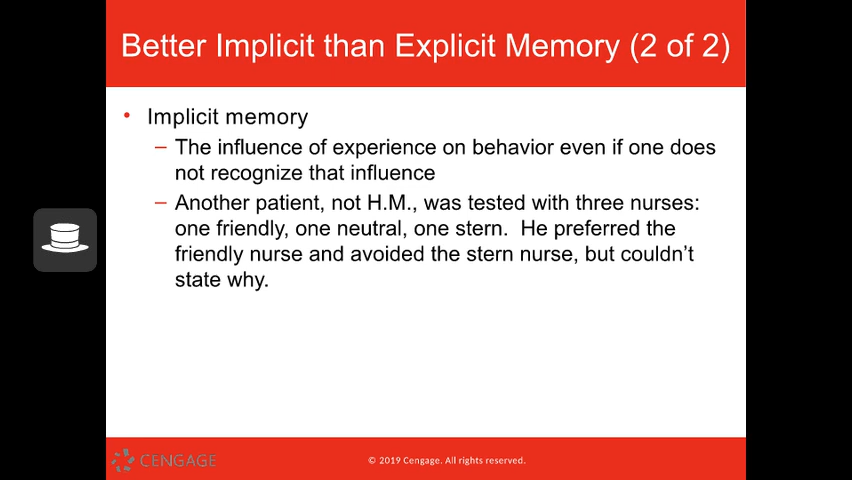 Better Implicit than Explicit Memory (2 of 2)
• Implicit memory
– The influence of experience on behavior even if one does
not recognize that influence
– Another patient, not H.M., was tested with three nurses:
one friendly, one neutral, one stern.  He preferred the
friendly nurse and avoided the stern nurse, but couldn’t
state why.
CENGAGE
© 2019 Cengage. All rights reserved.